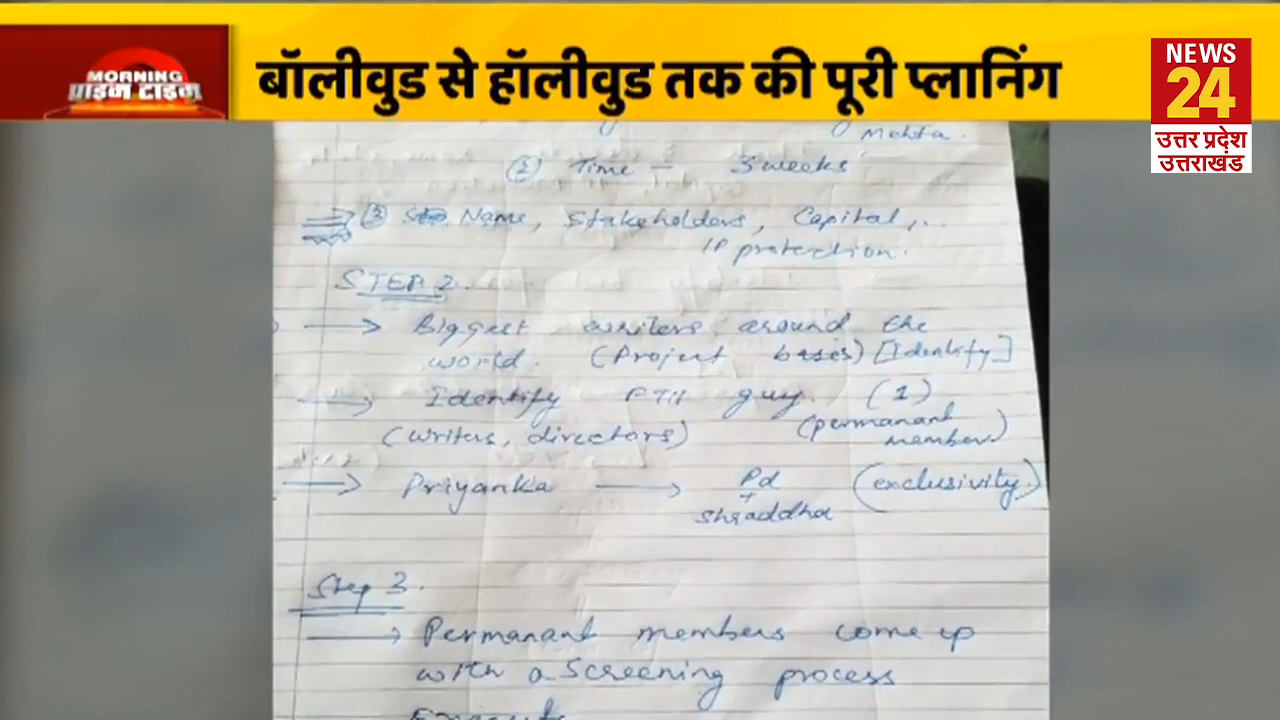 MORNING
प्राइम टाइम
बॉलीवुड से हॉलीवुड तक की पूरी प्लानिंग
NEWS
24
उत्तर प्रदेश
उत्तराखंड
Mehta.
(2) Time — 3 weeks
(3) Name, Stakeholders, Capital,...
IP protection.
STEP 2.
→ Biggest writers around the
world. (Project basis) [Identify]
→ Identify FTII guy. (1)
(writers, directors) (permanant
member)
→ Priyanka → Pd (exclusivity)
+
Shraddha
Step 3.
→ Permanant members come up
with a screening process